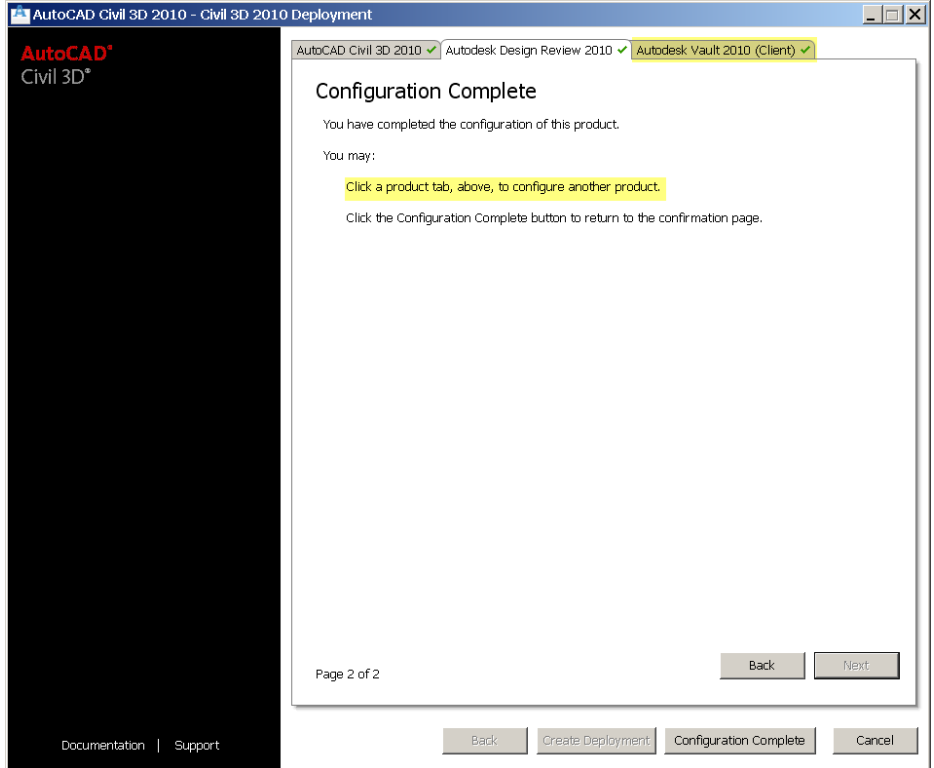 AutoCAD Civil 3D 2010 - Civil 3D 2010 Deployment
AutoCAD®
Civil 3D®
AutoCAD Civil 3D 2010 ✓ Autodesk Design Review 2010 ✓ Autodesk Vault 2010 (Client) ✓
Configuration Complete
You have completed the configuration of this product.
You may:
Click a product tab, above, to configure another product.
Click the Configuration Complete button to return to the confirmation page.
Page 2 of 2 Back Next
Documentation | Support Back Create Deployment Configuration Complete Cancel